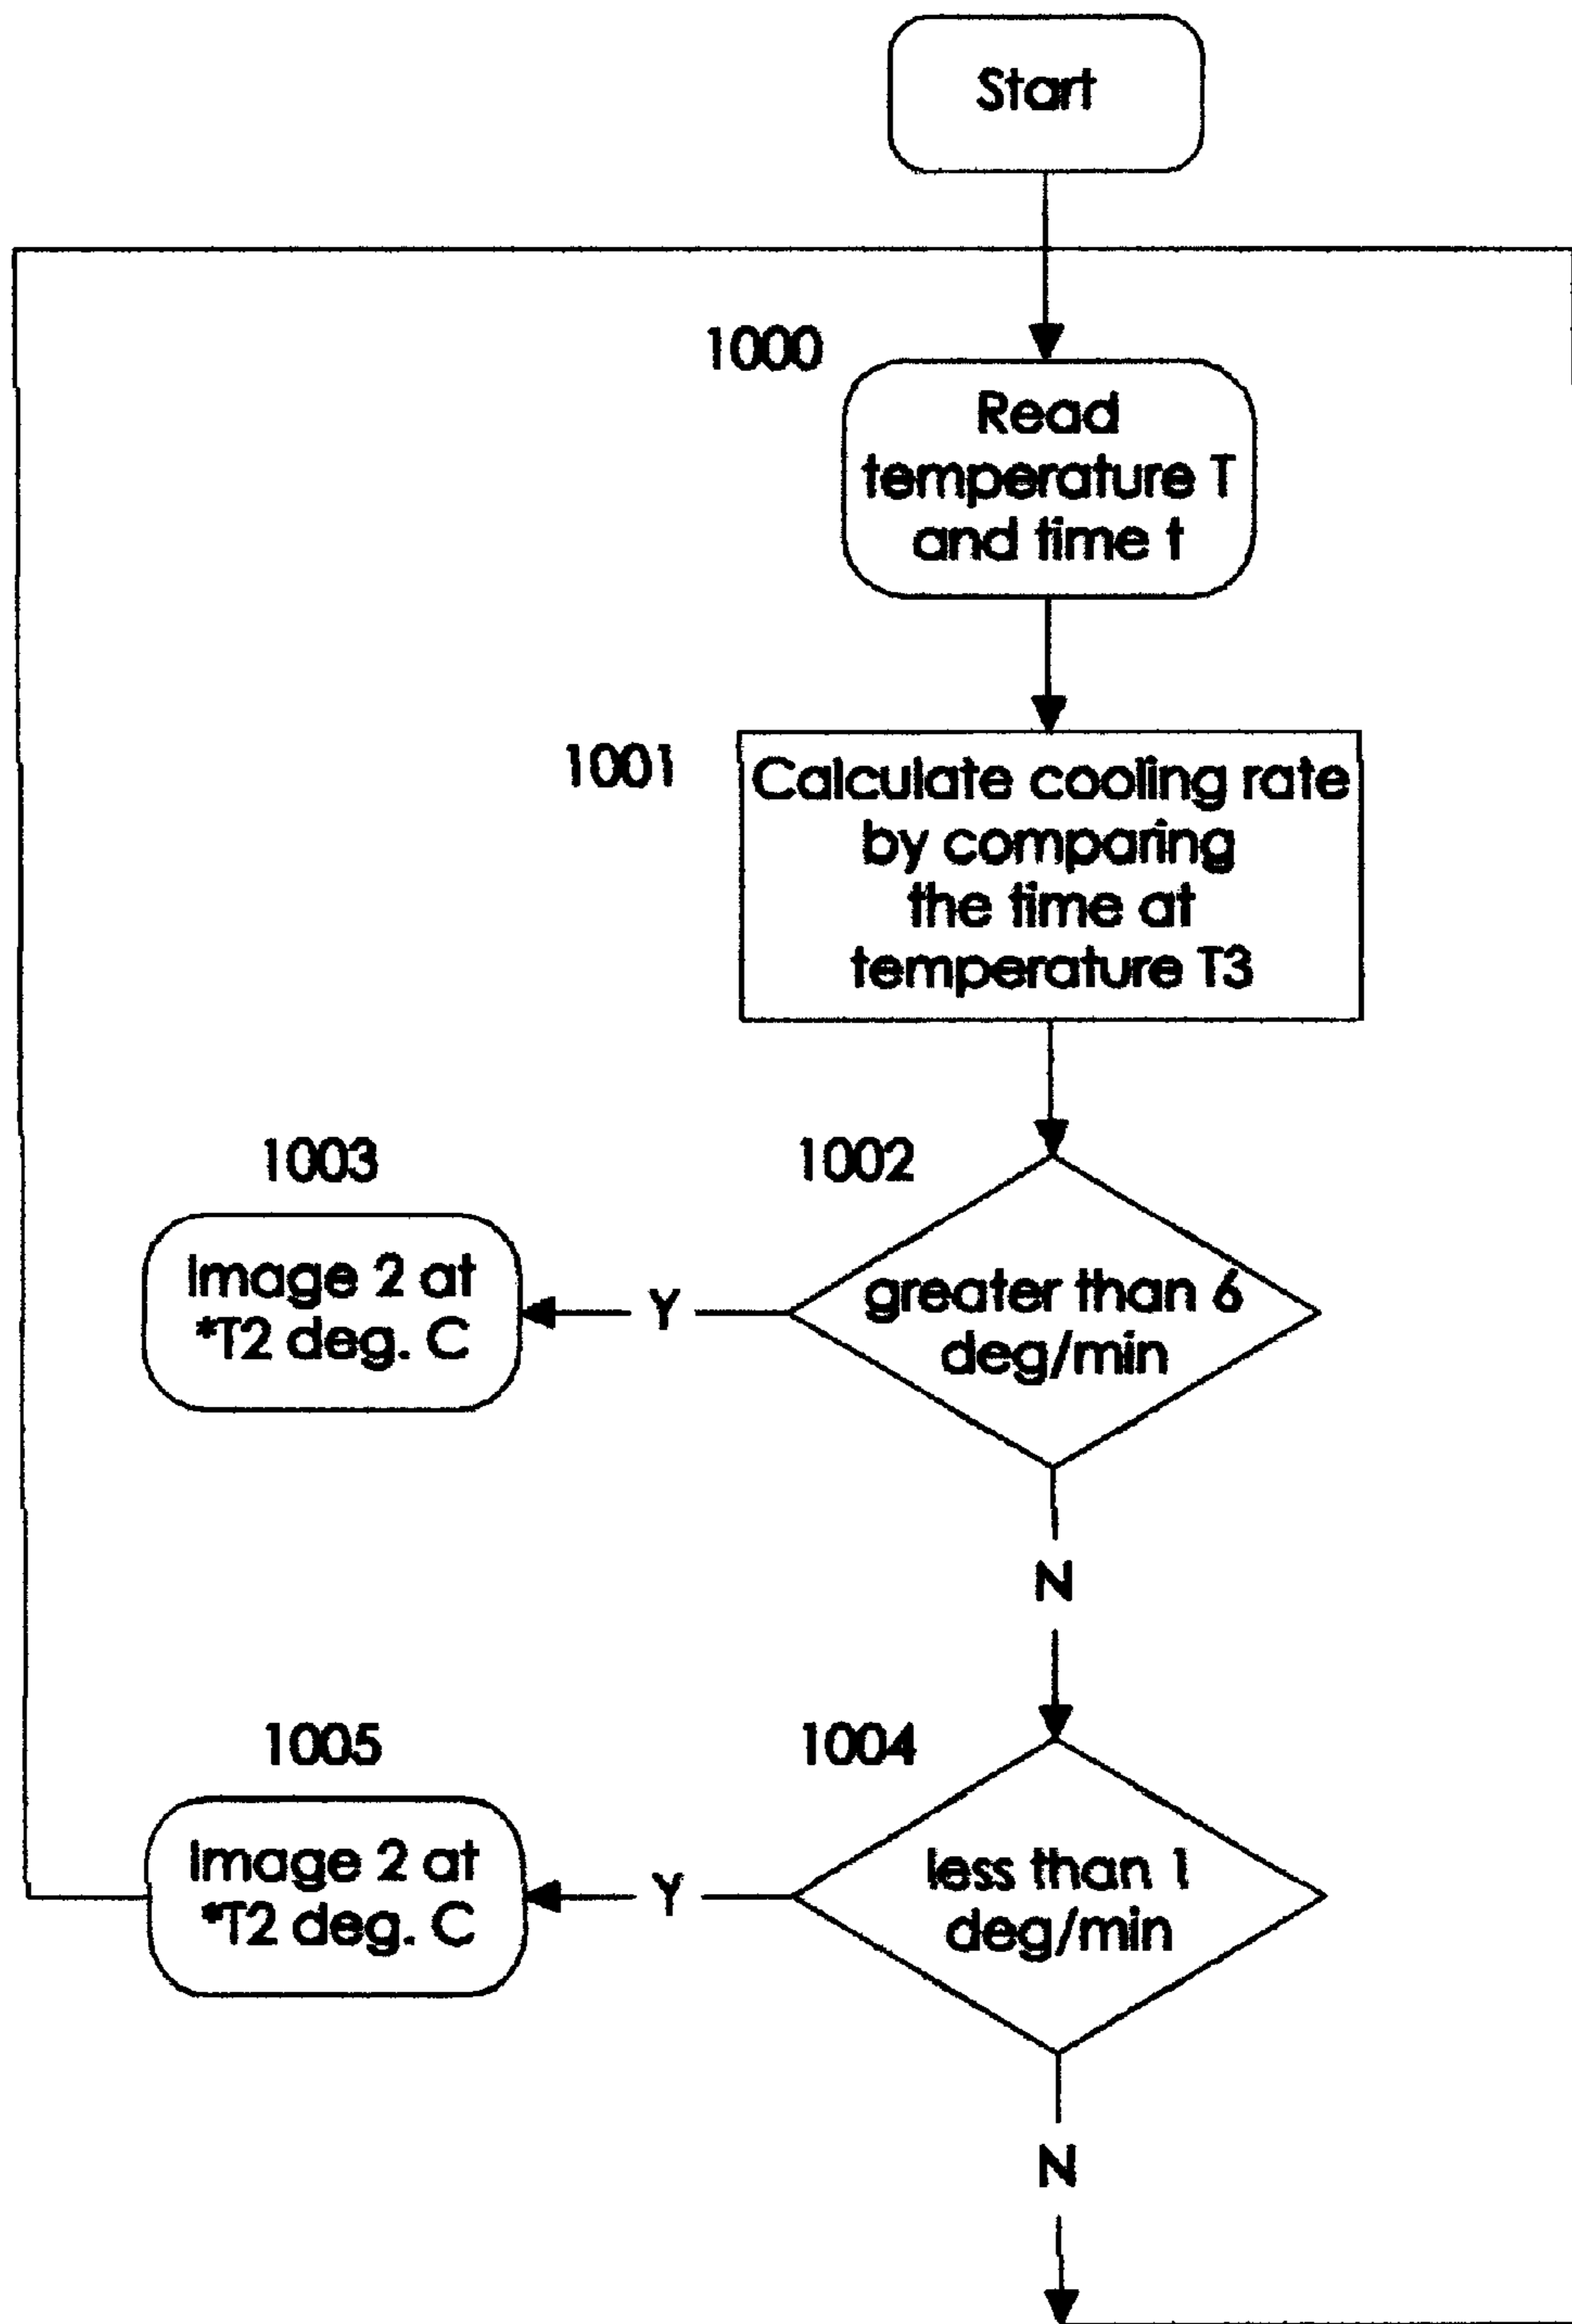 Start
1000
Read
temperature T
and time t
1001
Calculate cooling rate
by comparing
the time at
temperature T3
1003
1002
Image 2 at
*T2 deg. C
Y
greater than 6
deg/min
N
1005
1004
Image 2 at
*T2 deg. C
Y
less than 1
deg/min
N